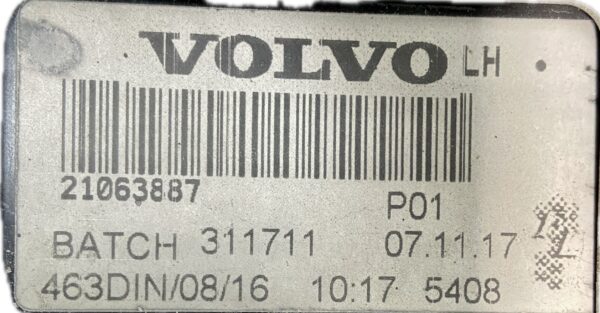 VOLVO LH
21063887
P01
BATCH 311711 07.11.17
463DIN/08/16 10:17 5408